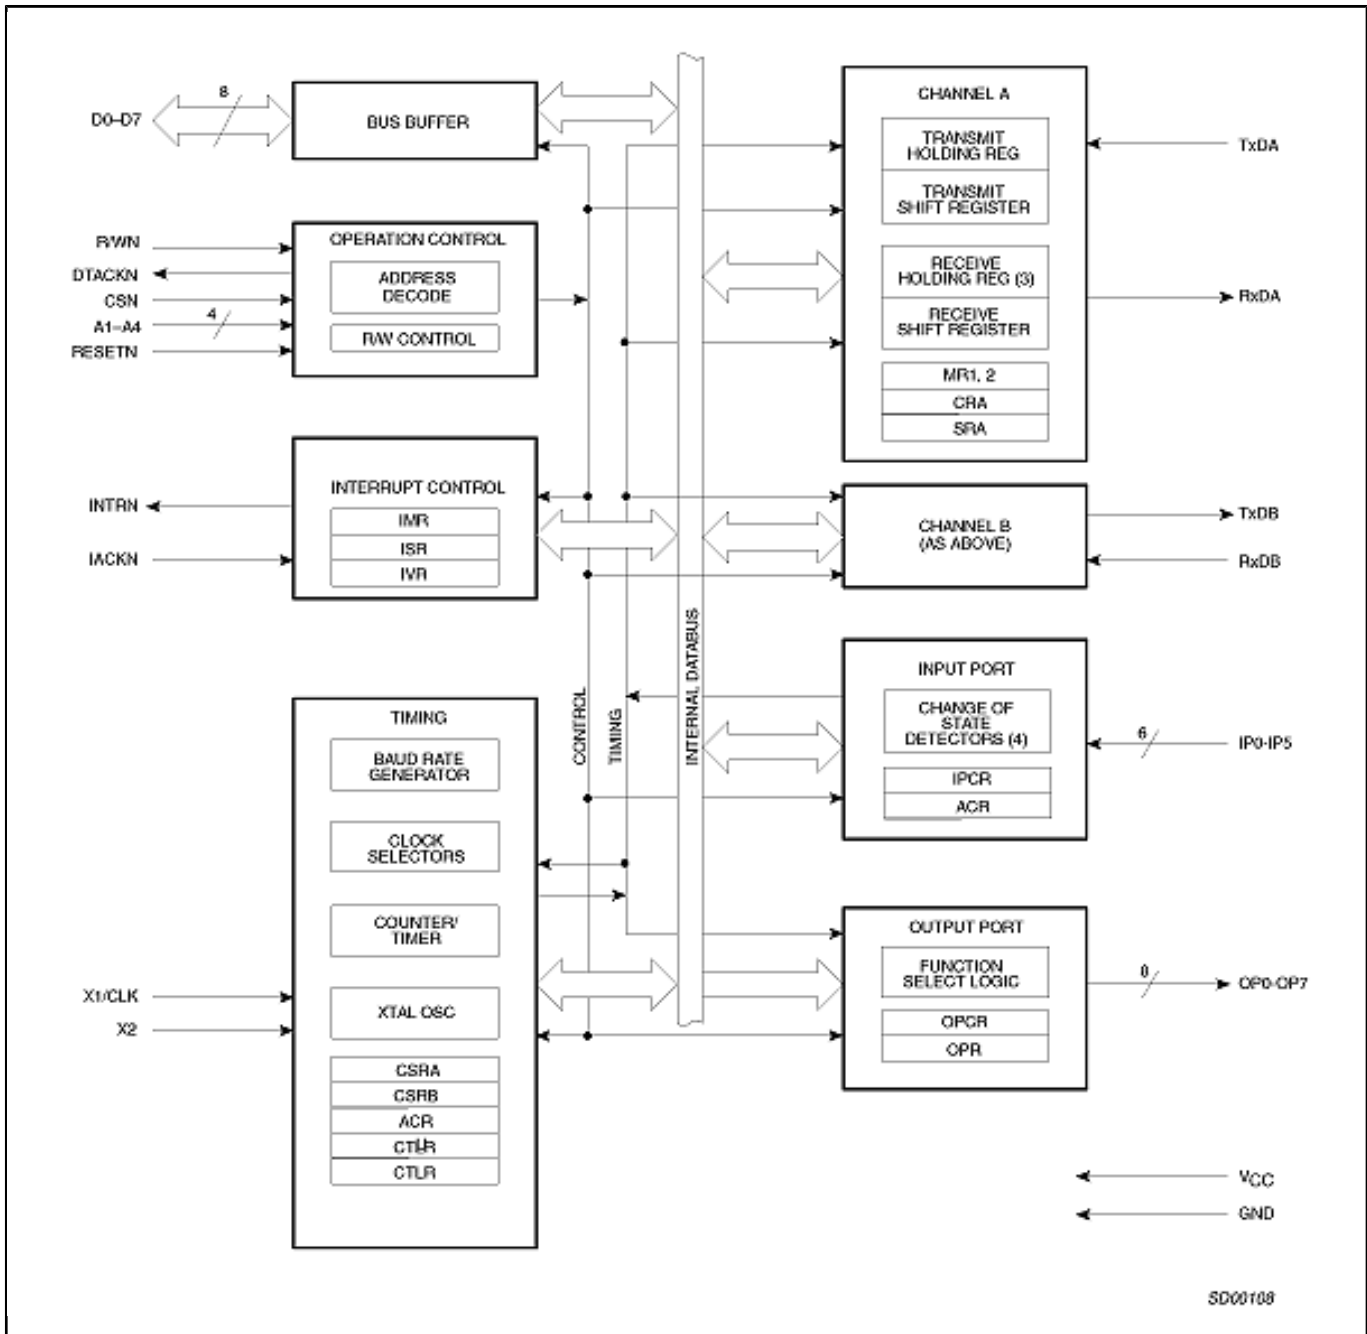 D0–D7
8
BUS BUFFER
R/WN
DTACKN
CSN
A1–A4
4
RESETN
OPERATION CONTROL
ADDRESS
DECODE
R/W CONTROL
INTRN
IACKN
INTERRUPT CONTROL
IMR
ISR
IVR
TIMING
BAUD RATE
GENERATOR
CLOCK
SELECTORS
COUNTER/
TIMER
X1/CLK
X2
XTAL OSC
CSRA
CSRB
ACR
CTLR
CONTROL
TIMING
INTERNAL DATABUS
CHANNEL A
TRANSMIT
HOLDING REG
TRANSMIT
SHIFT REGISTER
RECEIVE
HOLDING REG (3)
RECEIVE
SHIFT REGISTER
MR1, 2
CRA
SRA
TxDA
RxDA
CHANNEL B
(AS ABOVE)
TxDB
RxDB
INPUT PORT
CHANGE OF
STATE
DETECTORS (4)
IPCR
ACR
6
IP0-IP5
OUTPUT PORT
FUNCTION
SELECT LOGIC
OPCR
OPR
8
OP0-OP7
VCC
GND
SD00108